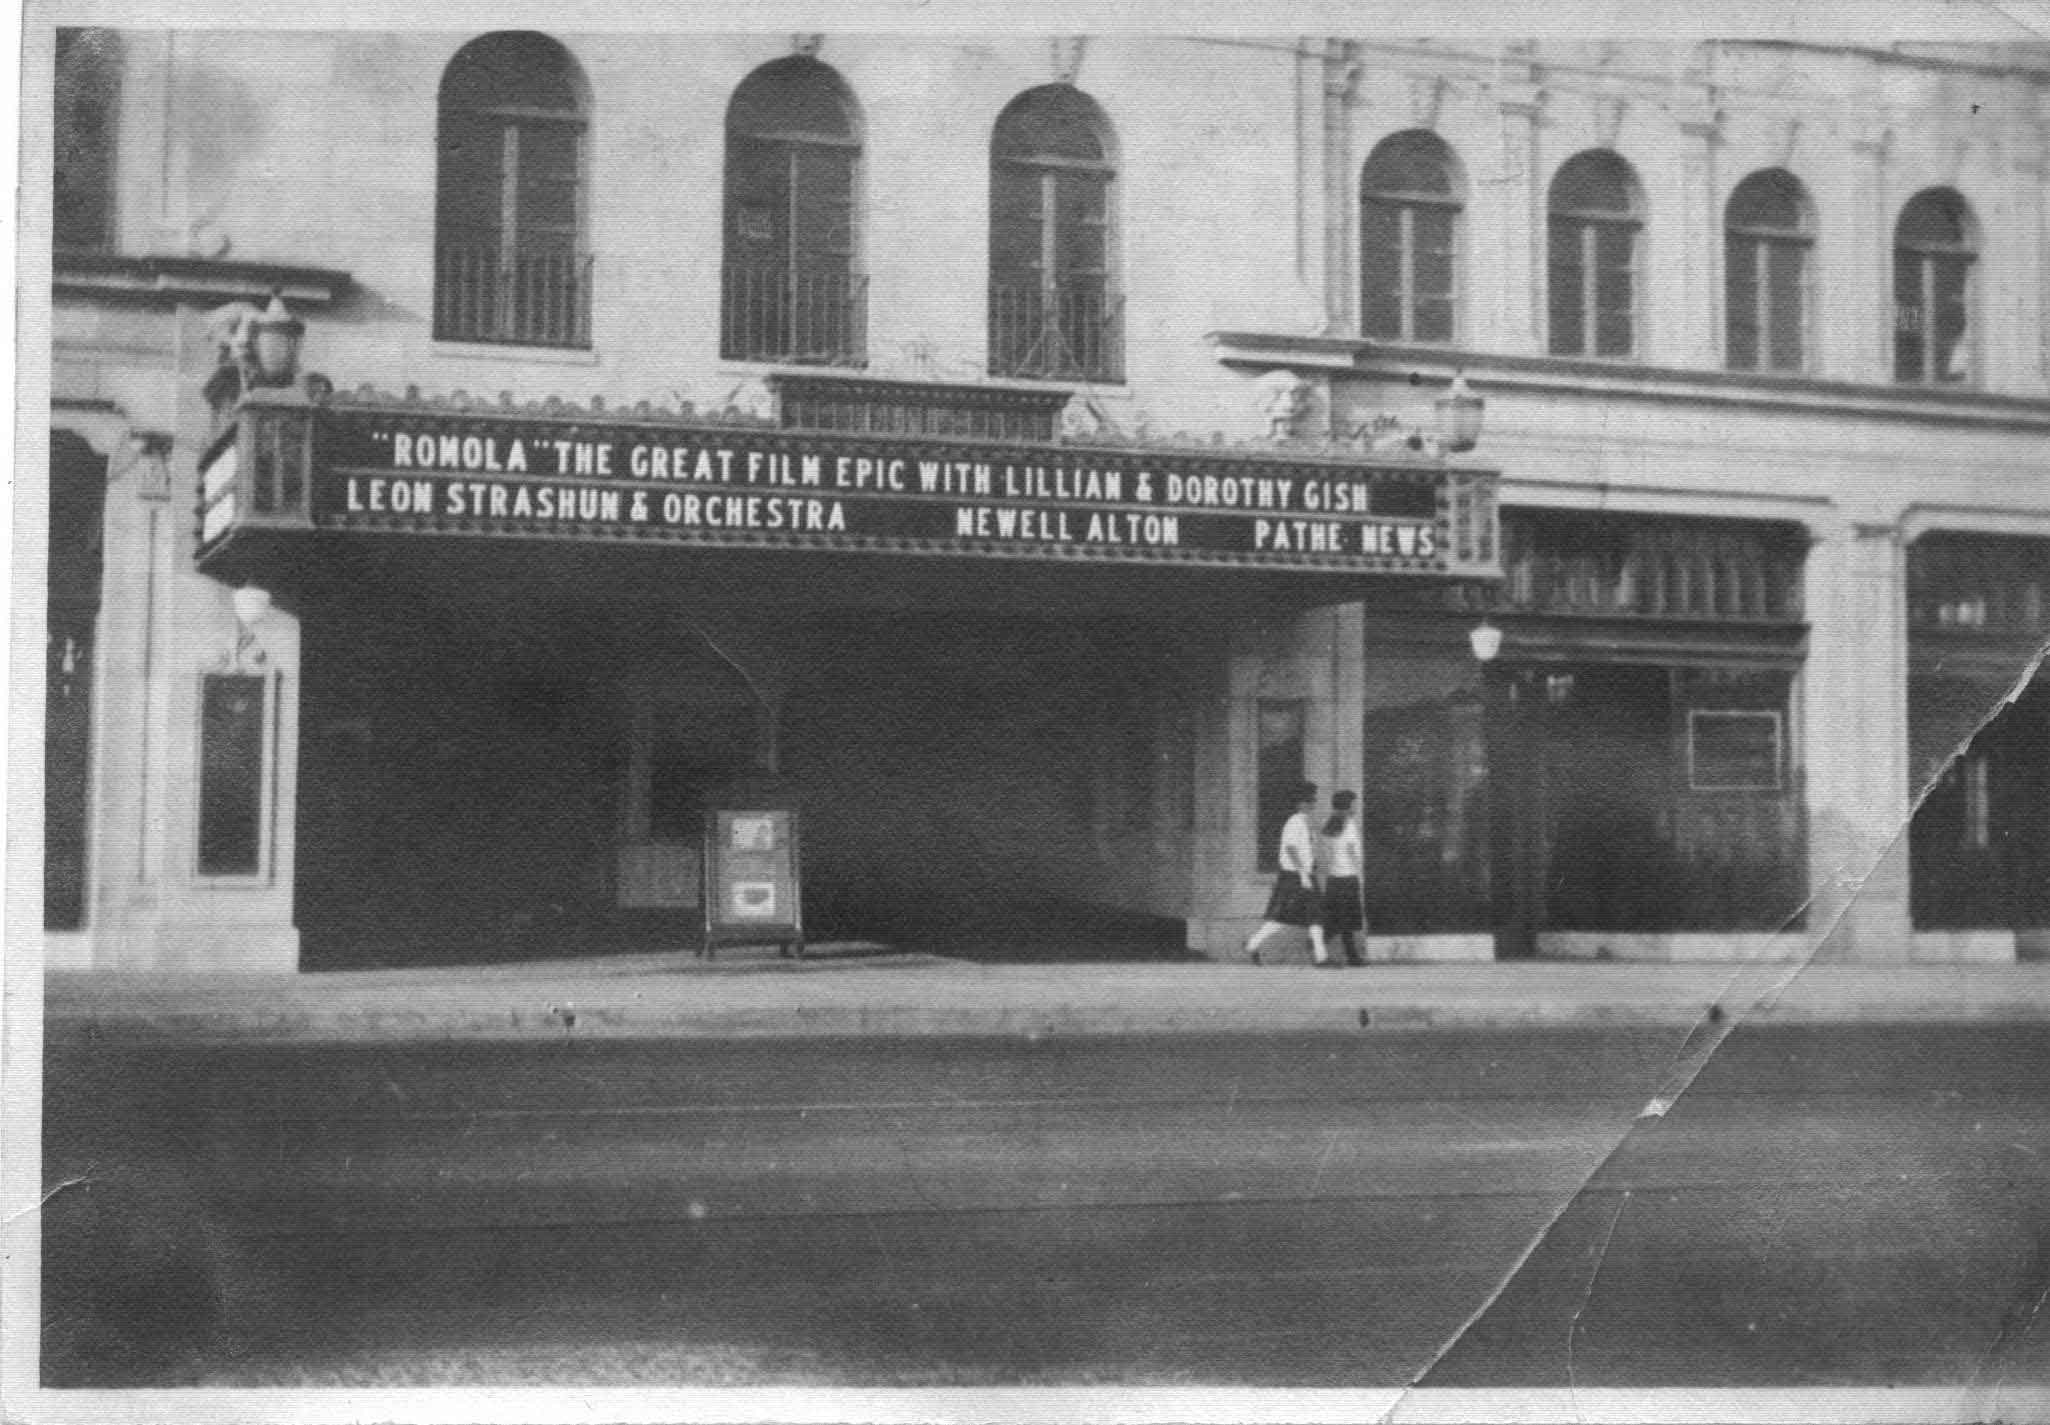 "ROMOLA" THE GREAT FILM EPIC WITH LILLIAN & DOROTHY GISH
LEON STRASHUN & ORCHESTRA NEWELL ALTON PATHE NEWS